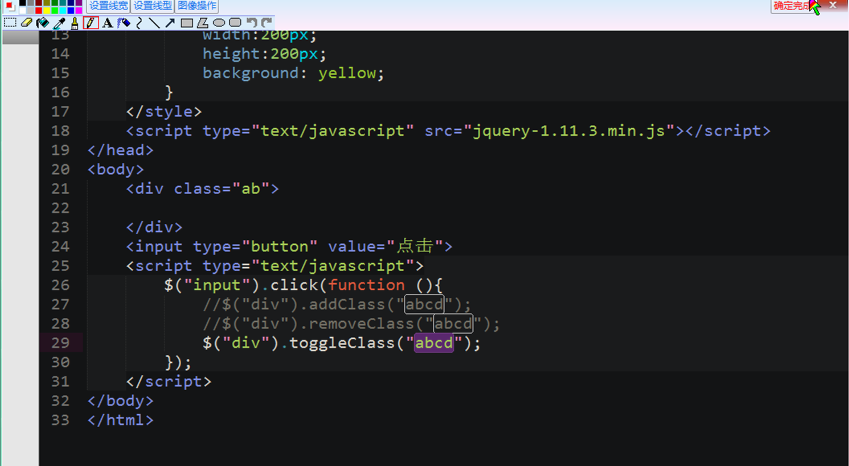 设置线宽 设置线型 图像操作 确定完成
13 width:200px;
14 height:200px;
15 background: yellow;
16 }
17 </style>
18 <script type="text/javascript" src="jquery-1.11.3.min.js"></script>
19 </head>
20 <body>
21 <div class="ab">
22
23 </div>
24 <input type="button" value="点击">
25 <script type="text/javascript">
26 $("input").click(function (){
27 //$("div").addClass("abcd");
28 //$("div").removeClass("abcd");
29 $("div").toggleClass("abcd");
30 });
31 </script>
32 </body>
33 </html>